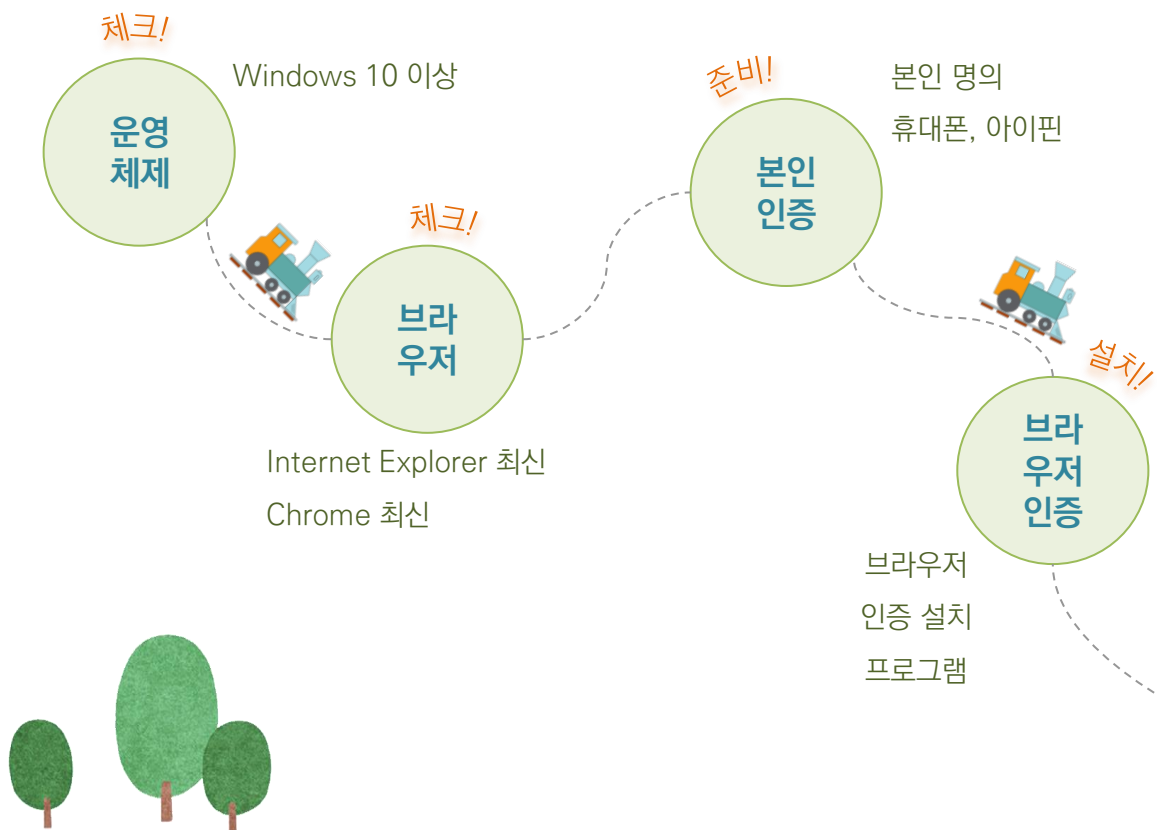 체크!
운영
체제
Windows 10 이상
체크!
브라
우저
Internet Explorer 최신
Chrome 최신
준비!
본인
인증
본인 명의
휴대폰, 아이핀
설치!
브라
우저
인증
브라우저
인증 설치
프로그램